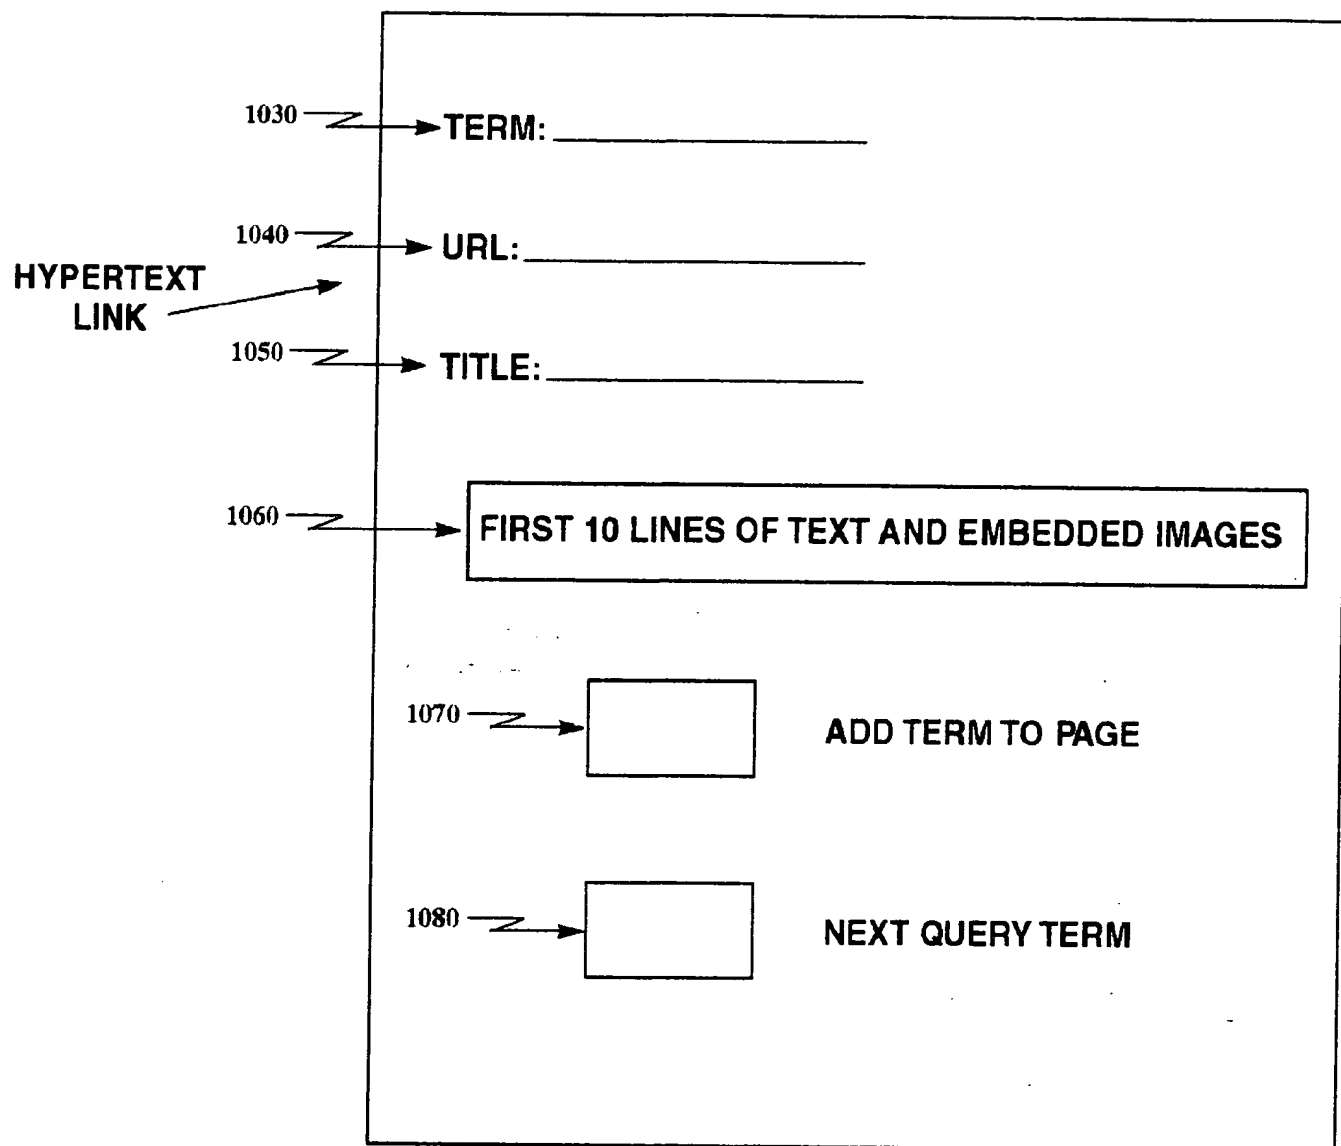 1030 TERM:
1040 URL:
HYPERTEXT
LINK
1050 TITLE:
1060 FIRST 10 LINES OF TEXT AND EMBEDDED IMAGES
1070 ADD TERM TO PAGE
1080 NEXT QUERY TERM